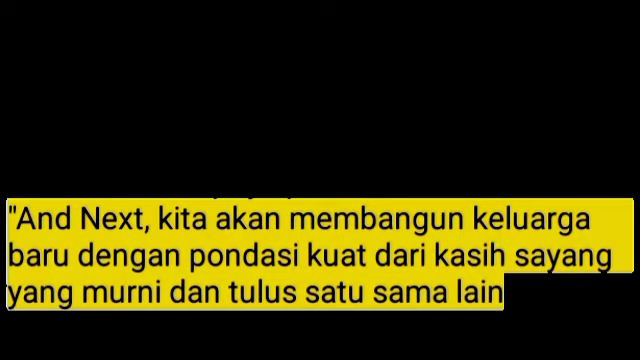 "And Next, kita akan membangun keluarga
baru dengan pondasi kuat dari kasih sayang
yang murni dan tulus satu sama lain